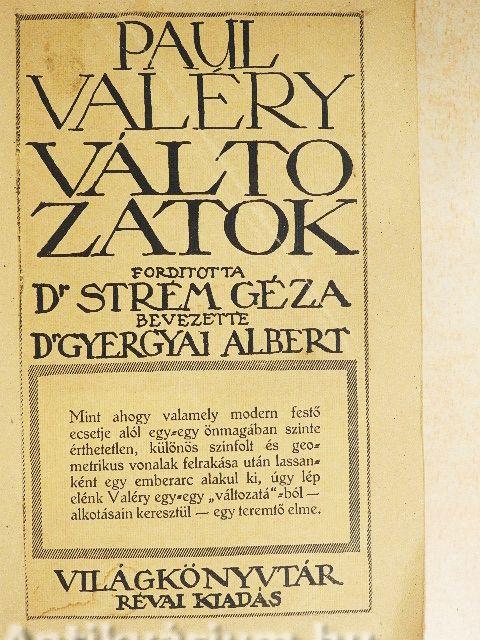 PAUL
VALÉRY
VÁLTO
ZATOK
FORDITOTTA
Dr STREM GÉZA
BEVEZETTE
Dr GYERGYAI ALBERT
Mint ahogy valamely modern festő
ecsetje alól egy-egy önmagában szinte
érthetetlen, különös szinfolt és geo-
metrikus vonalak felrakása után lassan-
ként egy emberarc alakul ki, úgy lép
elénk Valéry egy-egy „változatá"-ból —
alkotásain keresztül — egy teremtő elme.
VILÁGKÖNYVTÁR
RÉVAI KIADÁS